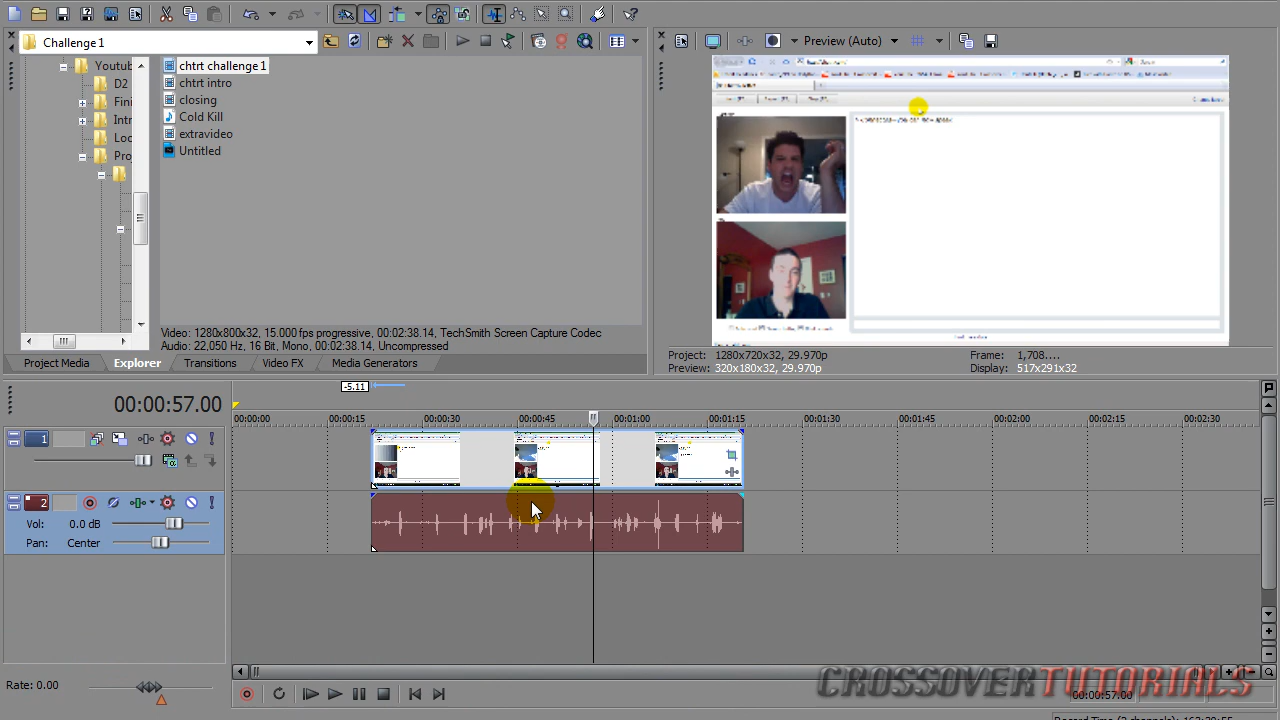 Challenge1
Preview (Auto)
Youtub
D2
Fin
Intr
Loc
Proj
chtrt challenge1
chtrt intro
closing
Cold Kill
extravideo
Untitled
Video: 1280x800x32, 15.000 fps progressive, 00:02:38.14, TechSmith Screen Capture Codec
Audio: 22,050 Hz, 16 Bit, Mono, 00:02:38.14, Uncompressed
Project Media
Explorer
Transitions
Video FX
Media Generators
Project: 1280x720x32, 29.970p
Frame: 1,708....
Preview: 320x180x32, 29.970p
Display: 517x291x32
-5.11
00:00:57.00
00:00:00
00:00:15
00:00:30
00:00:45
00:01:00
00:01:15
00:01:30
00:01:45
00:02:00
00:02:15
00:02:30
1
2
Vol: 0.0 dB
Pan: Center
Rate: 0.00
CROSSOVERTUTORIALS
00:00:57.00